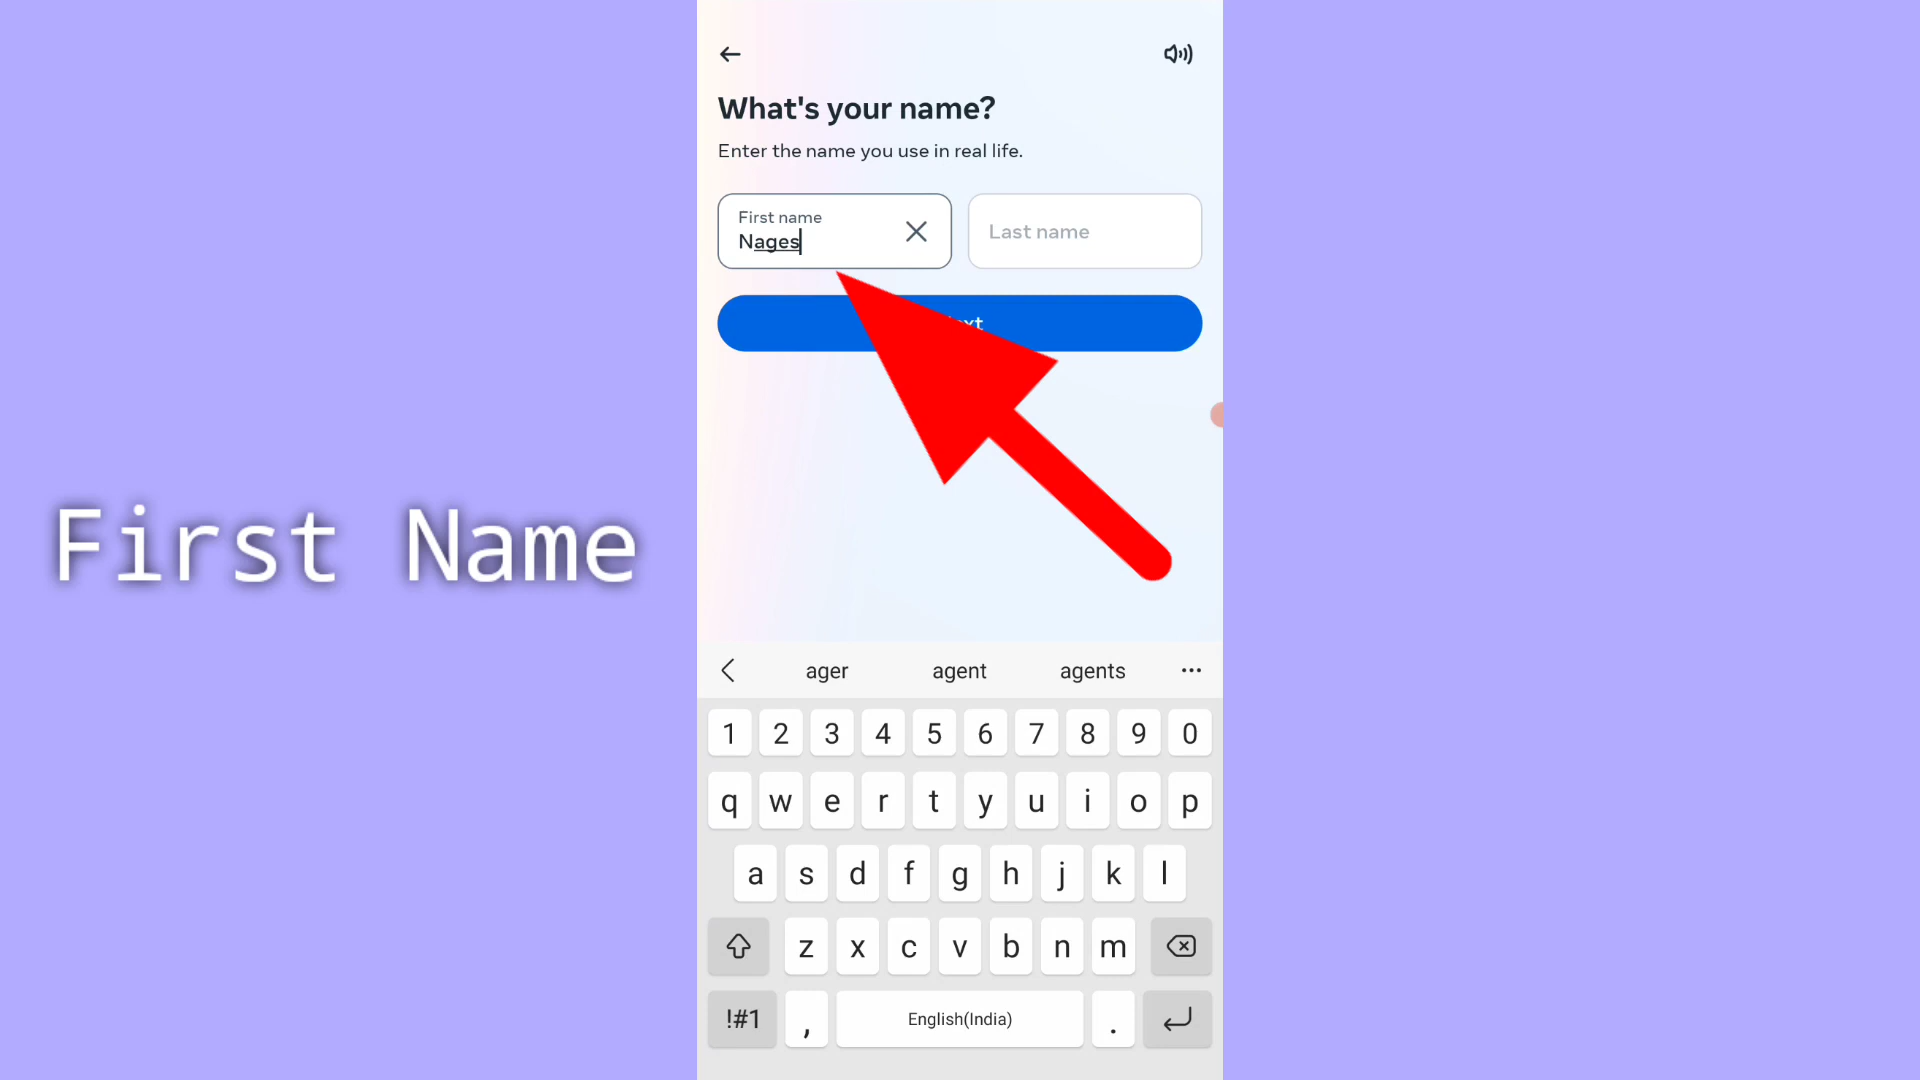 What's your name?
Enter the name you use in real life.
First name
Nages
Last name
First Name
ager agent agents
1 2 3 4 5 6 7 8 9 0
q w e r t y u i o p
a s d f g h j k l
z x c v b n m
!#1 , English(India) .